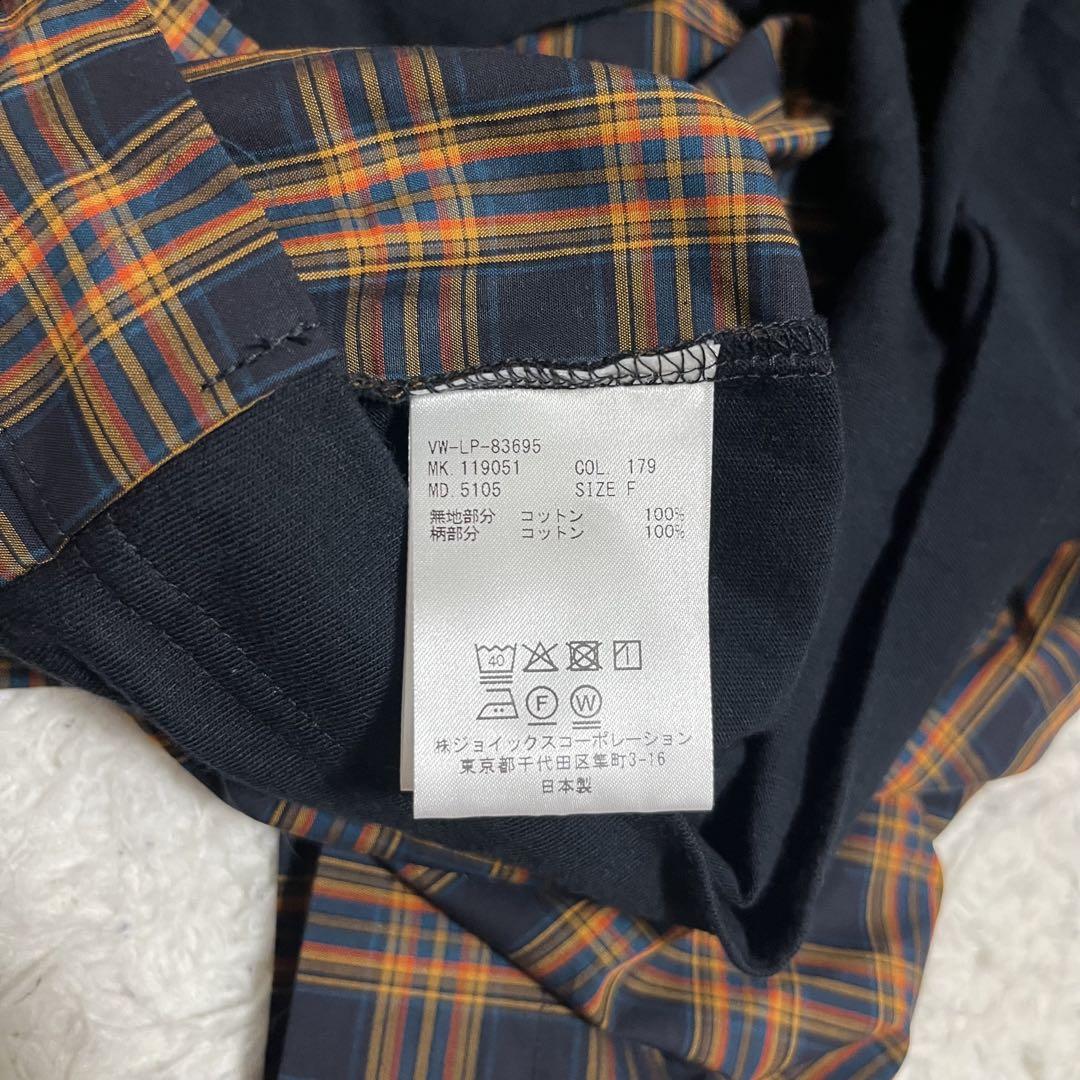 VW-LP-83695
MK. 119051 COL. 179
MD. 5105 SIZE F
無地部分 コットン 100%
柄部分 コットン 100%
40
F W
株ジョイックスコーポレーション
東京都千代田区隼町3-16
日本製